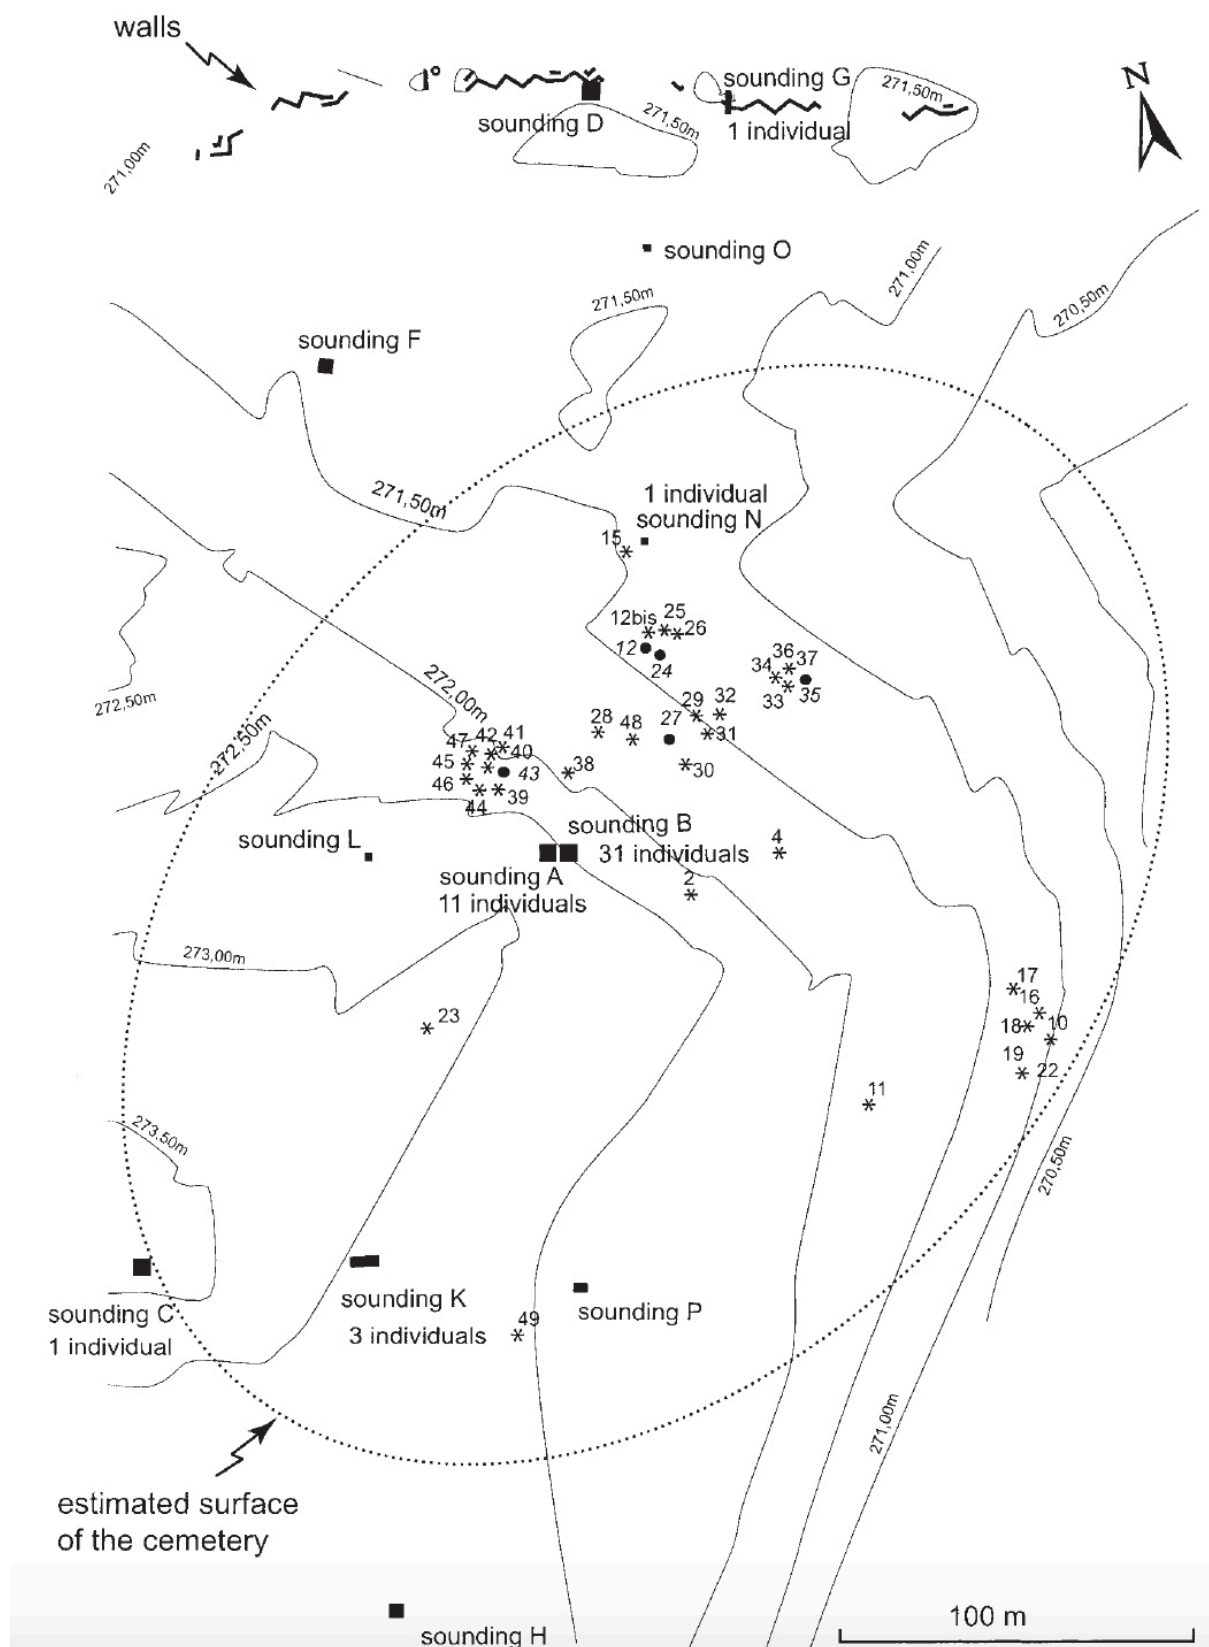 walls
N
sounding G
271,50m
sounding D
271,50m
1 individual
271,00m
sounding O
271,00m
271,50m
270,50m
sounding F
271,50m
1 individual
sounding N
15
12bis
25
26
12
24
36
34
37
33
35
272,50m
272,00m
29
32
28
48
27
31
30
272,50m
47
42
41
40
45
43
38
46
44
39
sounding L
sounding B
31 individuals
4
sounding A
2
11 individuals
273,00m
17
16
23
18
10
19
22
11
273,50m
270,50m
sounding C
1 individual
sounding K
3 individuals
49
sounding P
271,00m
estimated surface
of the cemetery
100 m
sounding H